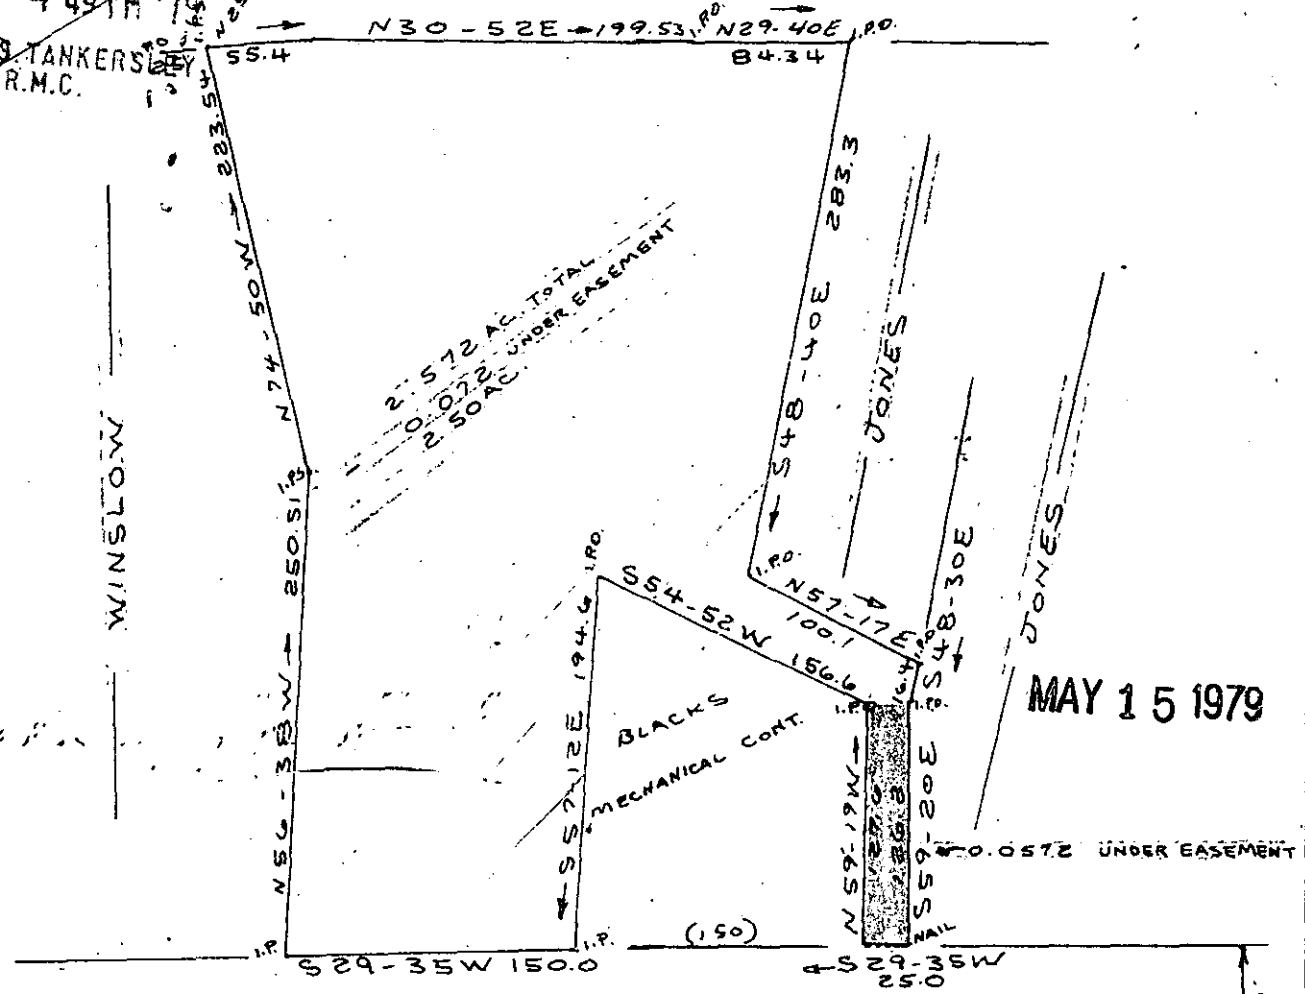 TANKERSLEY
R.M.C.
N30-52E 199.53 I.P.O. N29-40E I.P.O.
55.4
84.34
223.54
N74-50W
283.3
S48-40E
2.572 AC. TOTAL
0.072 UNDER EASEMENT
2.50 AC.
WINSLOW
JONES
JONES
I.P.S.
250.51
N56-38W
I.P.O.
S54-52W
156.6
194.6
S57-12E
I.P.O.
N57-17E
100.1
I.P.O.
16.4
S48-30E
I.P.O.
I.P.O.
MAY 15 1979
BLACKS
MECHANICAL CONT.
N59-19W
S59-20E
0.0572 UNDER EASEMENT
I.P.
S29-35W 150.0
I.P.
(150)
NAIL
S29-35W
25.0